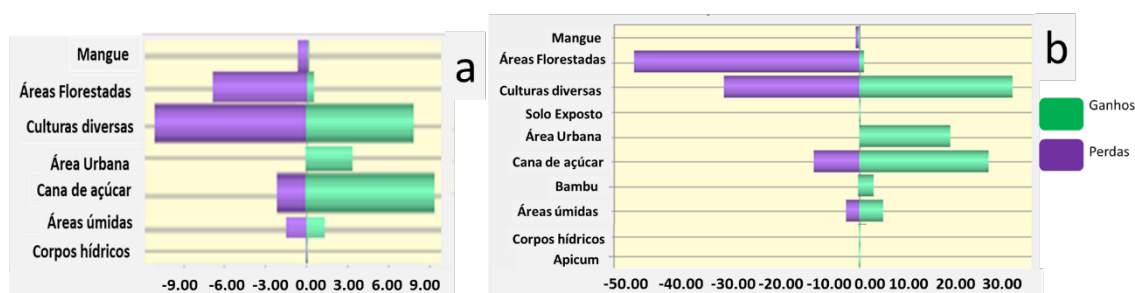 a
Mangue
Áreas Florestadas
Culturas diversas
Área Urbana
Cana de açúcar
Áreas úmidas
Corpos hídricos
-9.00 -6.00 -3.00 0.00 3.00 6.00 9.00
b
Mangue
Áreas Florestadas
Culturas diversas
Solo Exposto
Área Urbana
Cana de açúcar
Bambu
Áreas úmidas
Corpos hídricos
Apicum
-50.00 -40.00 -30.00 -20.00 -10.00 0.00 10.00 20.00 30.00
Ganhos
Perdas